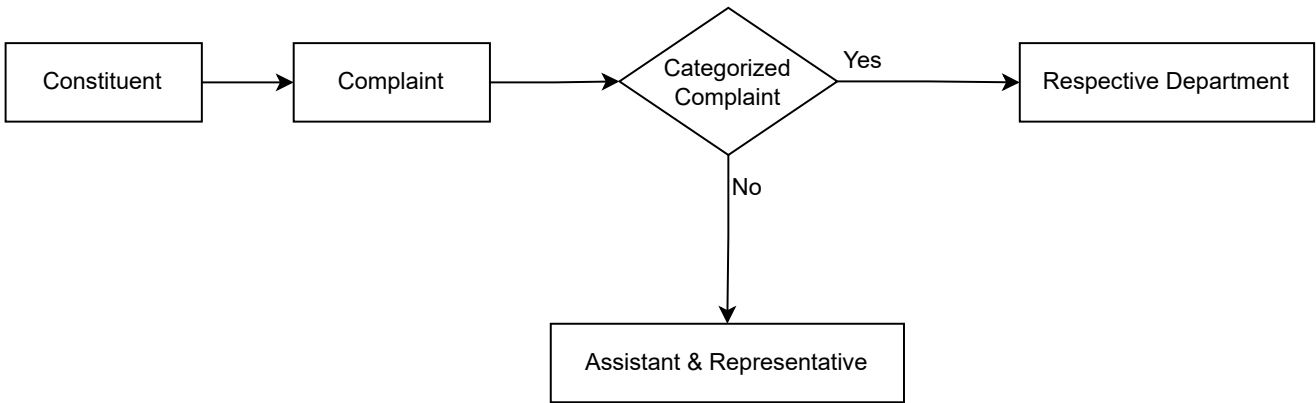 Constituent
Complaint
Categorized
Complaint
Yes
Respective Department
No
Assistant & Representative